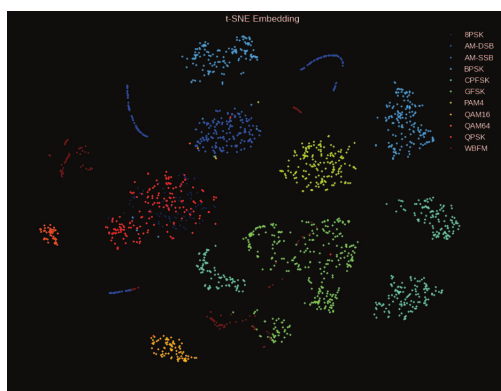 t-SNE Embedding
8PSK
AM-DSB
AM-SSB
BPSK
CPFSK
GFSK
PAM4
QAM16
QAM64
QPSK
WBFM